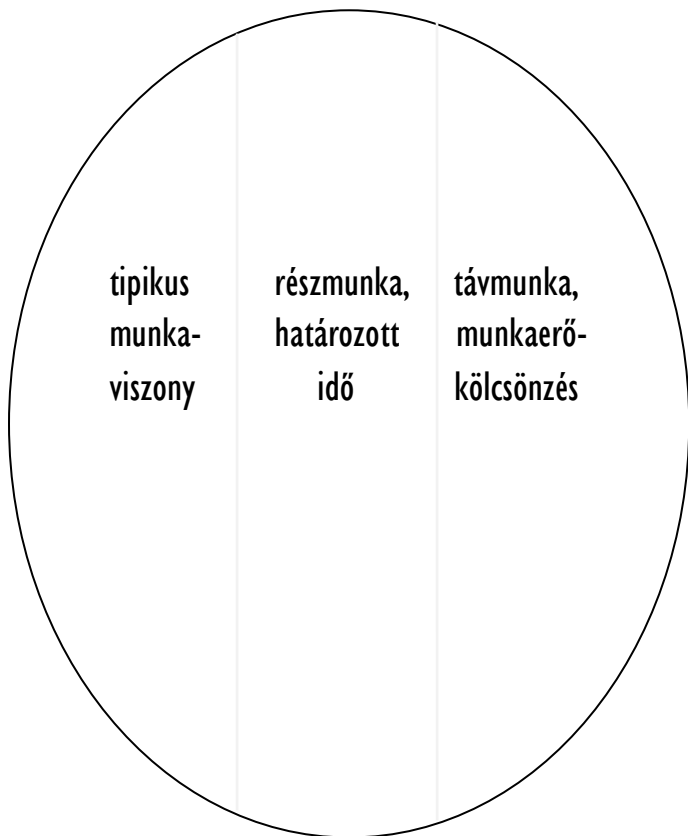 tipikus
munka-
viszony
részmunka,
határozott
idő
távmunka,
munkaerő-
kölcsönzés